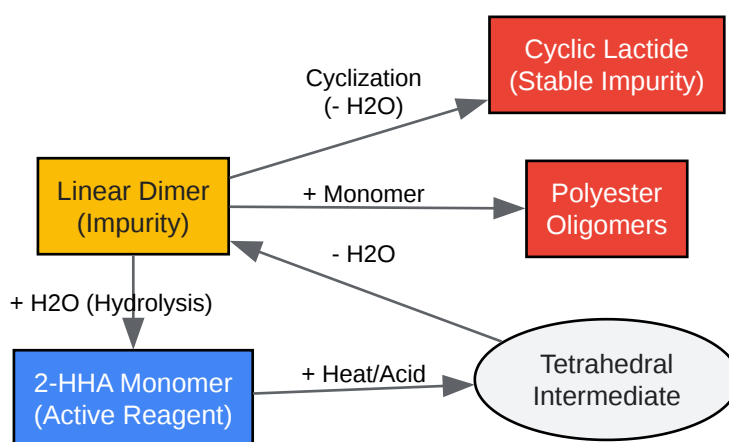 Cyclic Lactide
(Stable Impurity)
Cyclization
(- H2O)
Linear Dimer
(Impurity)
+ Monomer
Polyester
Oligomers
- H2O
+ H2O (Hydrolysis)
2-HHA Monomer
(Active Reagent)
+ Heat/Acid
Tetrahedral
Intermediate